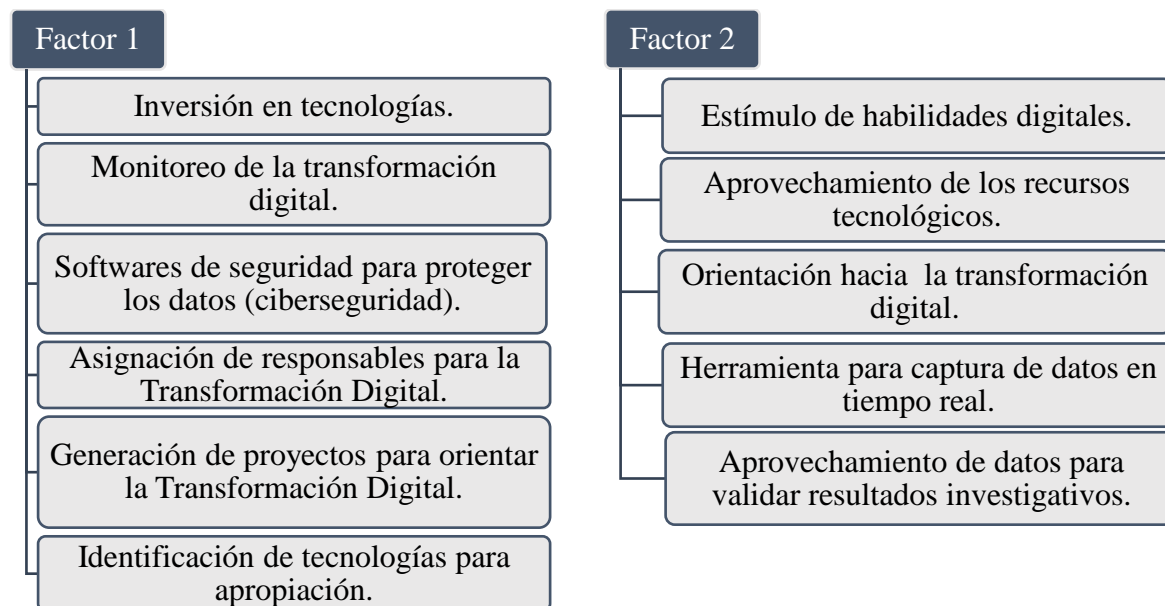 Factor 1
Inversión en tecnologías.
Monitoreo de la transformación
digital.
Softwares de seguridad para proteger
los datos (ciberseguridad).
Asignación de responsables para la
Transformación Digital.
Generación de proyectos para orientar
la Transformación Digital.
Identificación de tecnologías para
apropiación.
Factor 2
Estímulo de habilidades digitales.
Aprovechamiento de los recursos
tecnológicos.
Orientación hacia  la transformación
digital.
Herramienta para captura de datos en
tiempo real.
Aprovechamiento de datos para
validar resultados investigativos.